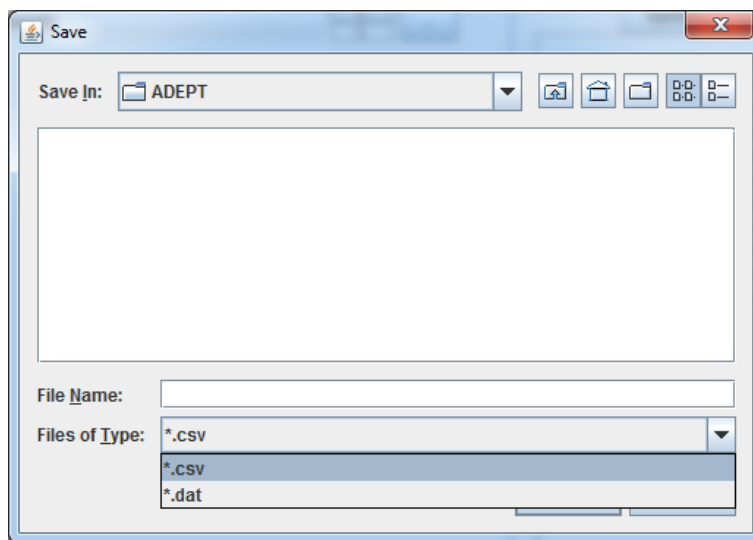 Save
Save In: ADEPT
File Name:
Files of Type: *.csv
*.csv
*.dat